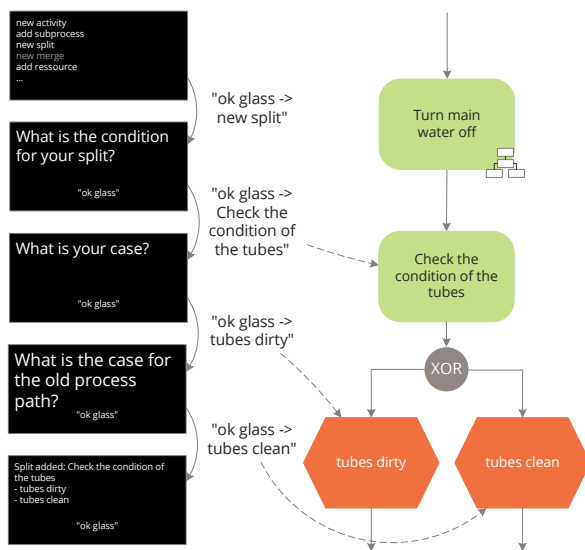 new activity
add subprocess
new split
new merge
add ressource
...
"ok glass ->
new split"
What is the condition
for your split?
"ok glass"
"ok glass ->
Check the
condition of
the tubes"
What is your case?
"ok glass"
"ok glass ->
tubes dirty"
What is the case for
the old process
path?
"ok glass"
"ok glass ->
tubes clean"
Split added: Check the condition of
the tubes
- tubes dirty
- tubes clean
"ok glass"
Turn main
water off
Check the
condition of the
tubes
XOR
tubes dirty
tubes clean